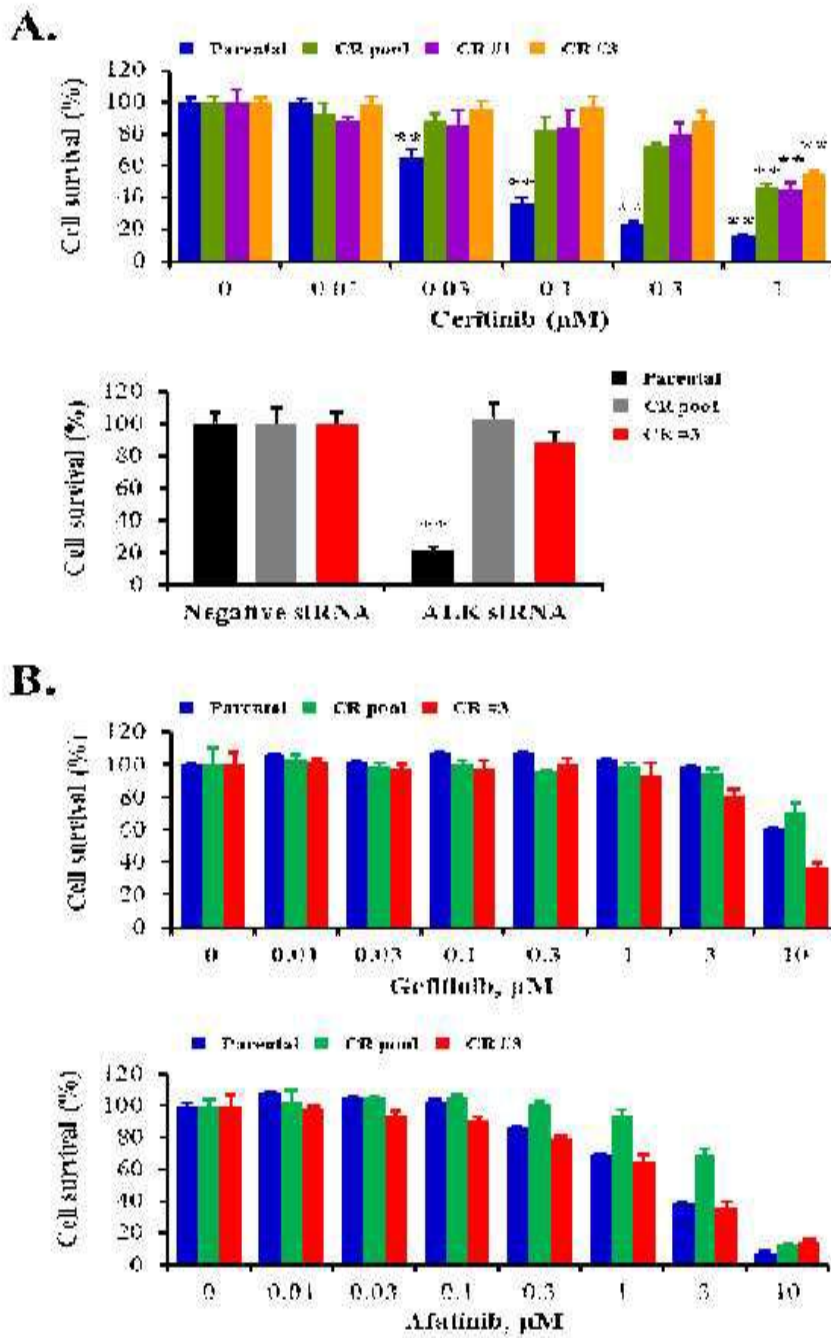 A.
Parental CR pool CR #1 CR #3
120
100
80
60
40
20
0
Cell survival (%)
0 0.01 0.03 0.1 0.3 1
Ceritinib (µM)
** ** ** ** ** ** **
120
100
80
60
40
20
0
Cell survival (%)
Parental
CR pool
CR #3
**
Negative siRNA ALK siRNA
B.
Parental CR pool CR #3
120
100
80
60
40
20
0
Cell survival (%)
0 0.01 0.03 0.1 0.3 1 3 10
Gefitinib, µM
Parental CR pool CR #3
120
100
80
60
40
20
0
Cell survival (%)
0 0.01 0.03 0.1 0.3 1 3 10
Afatinib, µM